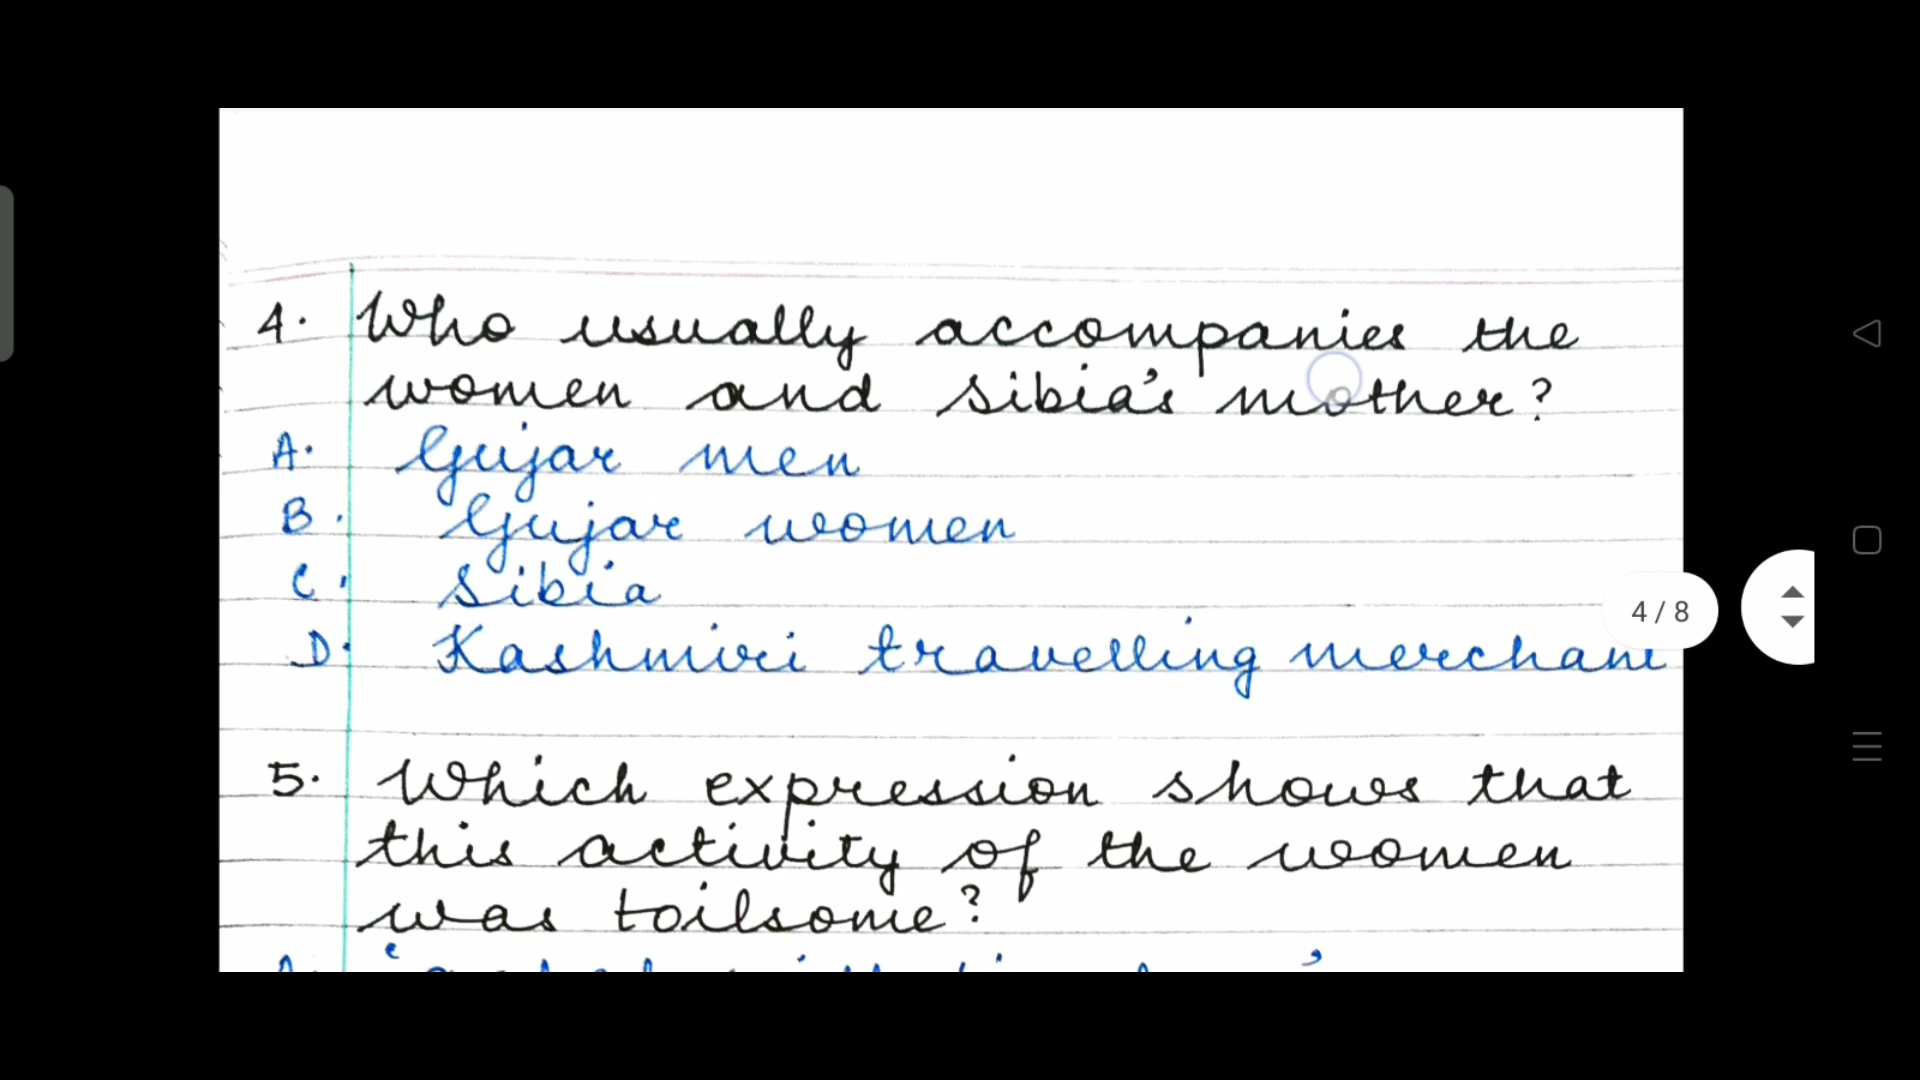 4. Who usually accompanies the
women and Sibia's mother?
A. Gujar men
B. Gujar women
C. Sibia
D. Kashmiri travelling merchant
4 / 8
5. Which expression shows that
this activity of the women
was toilsome?